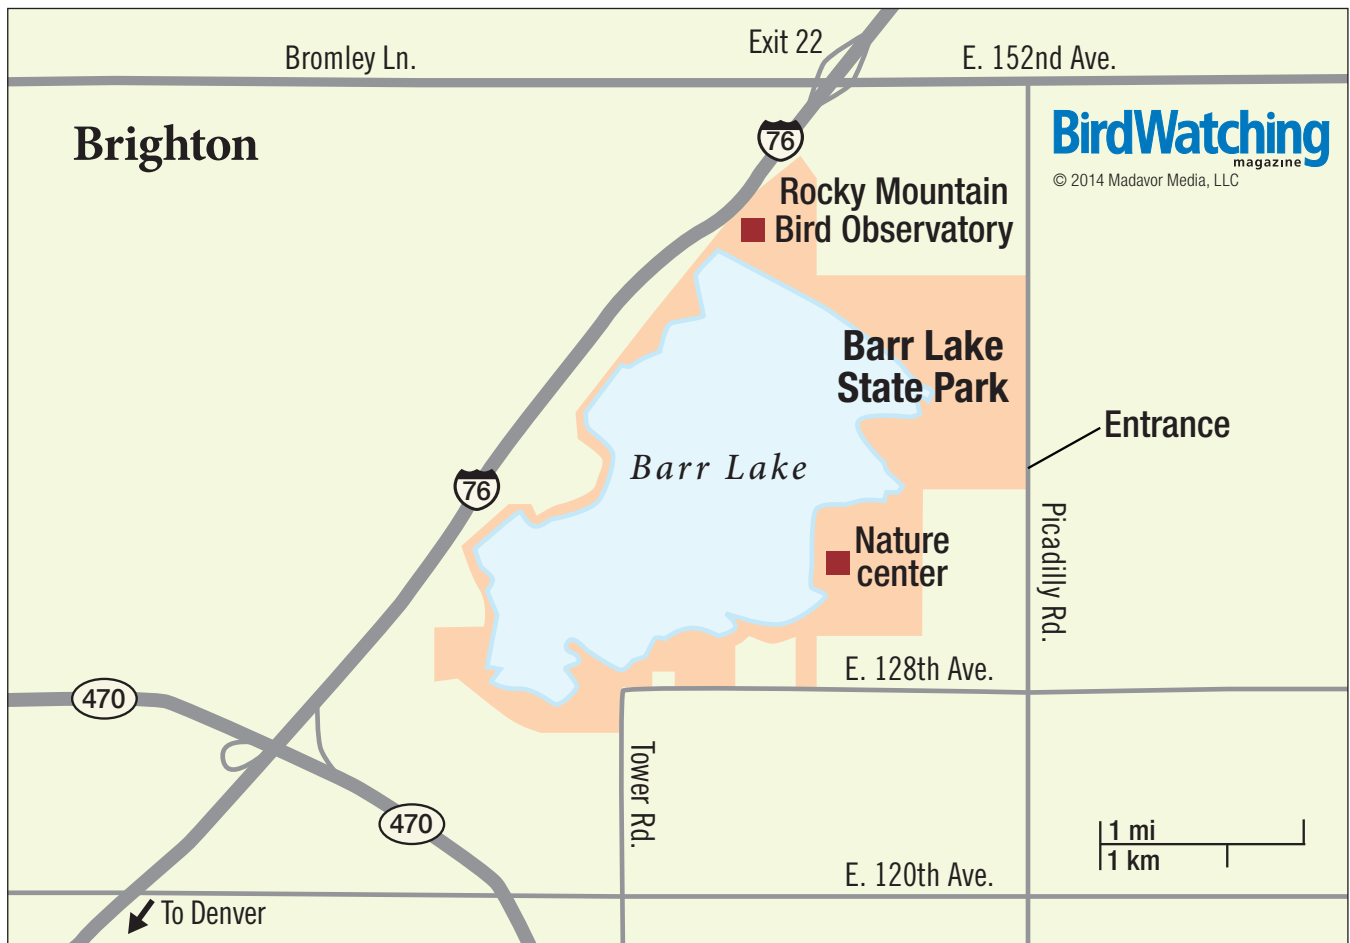 Exit 22
Bromley Ln.
E. 152nd Ave.
Brighton
BirdWatching
magazine
© 2014 Madavor Media, LLC
76
Rocky Mountain
Bird Observatory
Barr Lake
State Park
Entrance
Barr Lake
76
Nature
center
Picadilly Rd.
E. 128th Ave.
470
Tower Rd.
470
1 mi
1 km
E. 120th Ave.
To Denver